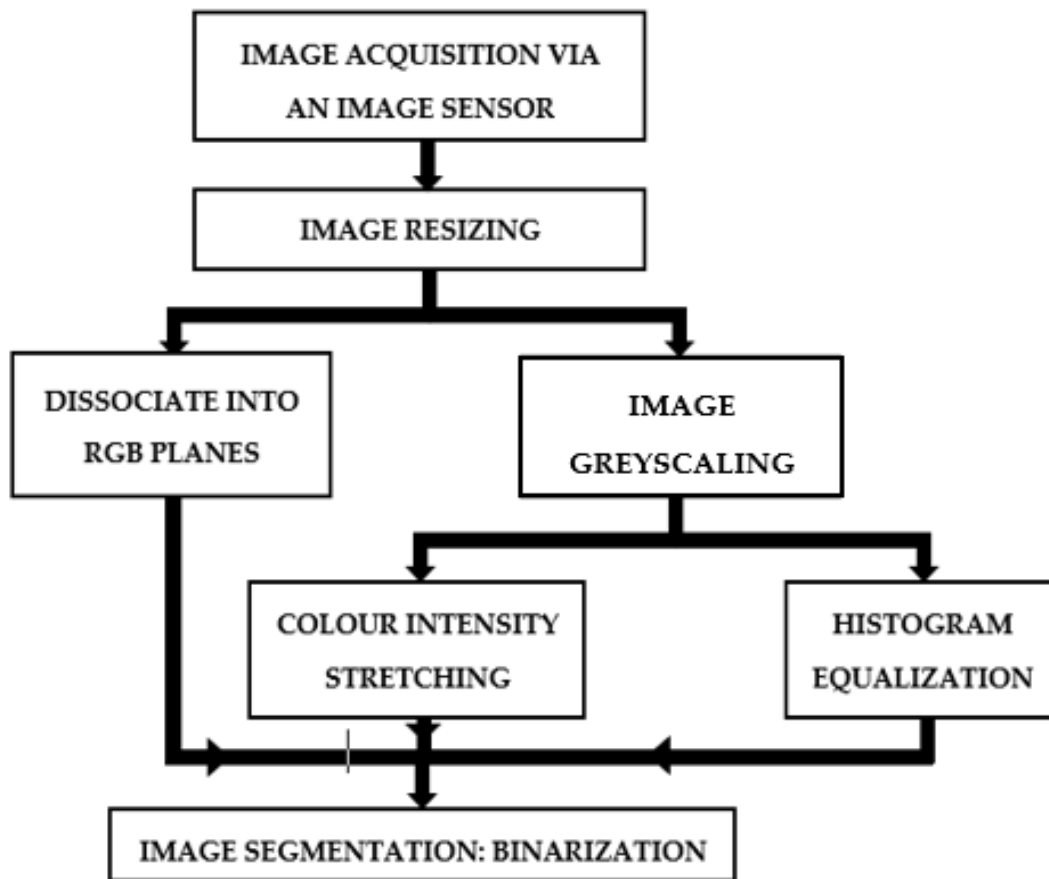 IMAGE ACQUISITION VIA
AN IMAGE SENSOR
IMAGE RESIZING
DISSOCIATE INTO
RGB PLANES
IMAGE
GREYSCALING
COLOUR INTENSITY
STRETCHING
HISTOGRAM
EQUALIZATION
IMAGE SEGMENTATION: BINARIZATION